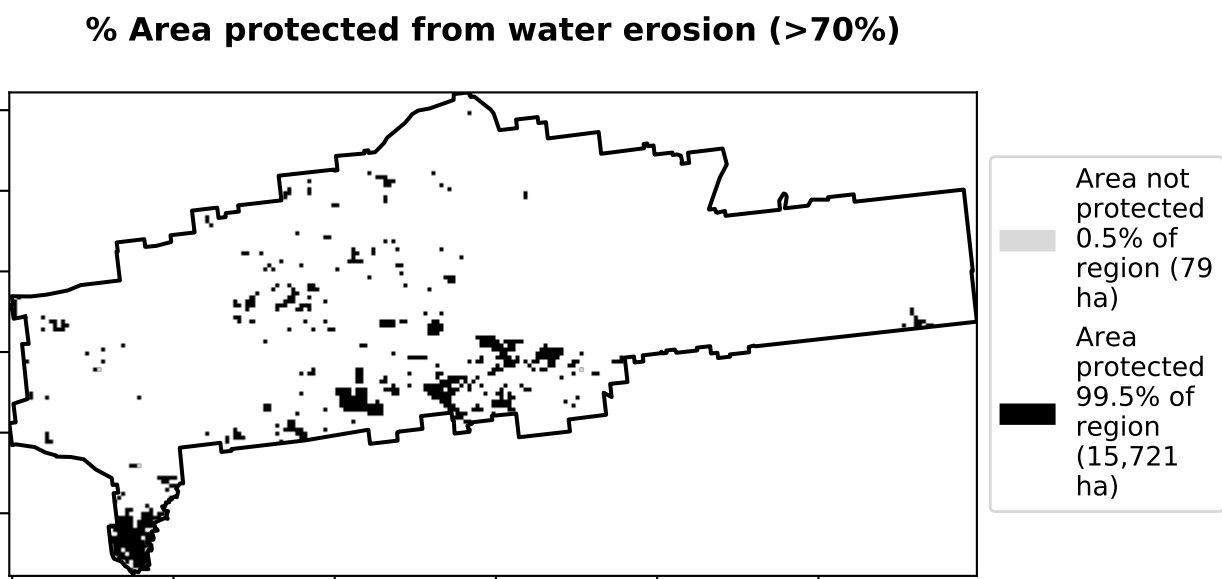 % Area protected from water erosion (>70%)
Area not
protected
0.5% of
region (79
ha)
Area
protected
99.5% of
region
(15,721
ha)